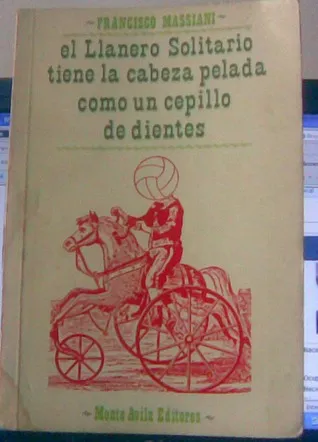 ~ FRANCISCO MASSIANI ~
el Llanero Solitario
tiene la cabeza pelada
como un cepillo
de dientes
~ Monte Avila Editores ~